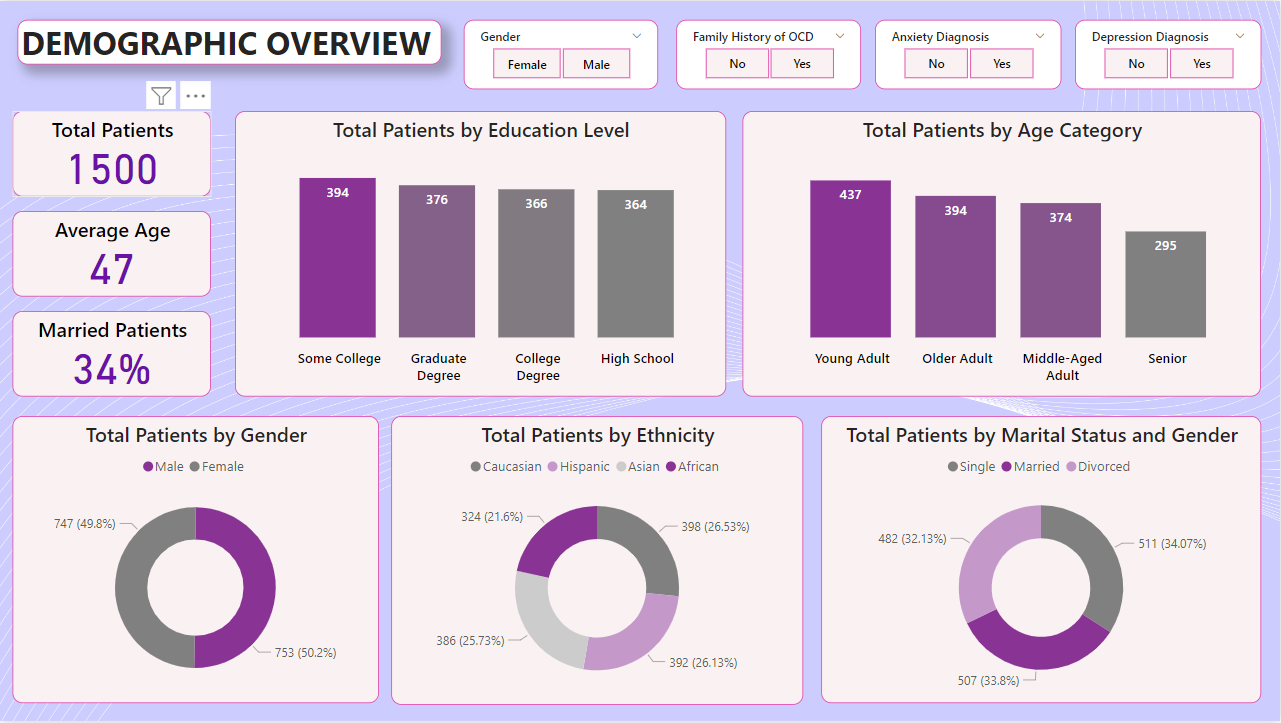 DEMOGRAPHIC OVERVIEW
Gender
Female
Male
Family History of OCD
No
Yes
Anxiety Diagnosis
No
Yes
Depression Diagnosis
No
Yes
Total Patients
1500
Average Age
47
Married Patients
34%
Total Patients by Education Level
394
376
366
364
Some College
Graduate
Degree
College
Degree
High School
Total Patients by Age Category
437
394
374
295
Young Adult
Older Adult
Middle-Aged
Adult
Senior
Total Patients by Gender
Male Female
747 (49.8%)
753 (50.2%)
Total Patients by Ethnicity
Caucasian Hispanic Asian African
324 (21.6%)
398 (26.53%)
386 (25.73%)
392 (26.13%)
Total Patients by Marital Status and Gender
Single Married Divorced
482 (32.13%)
511 (34.07%)
507 (33.8%)